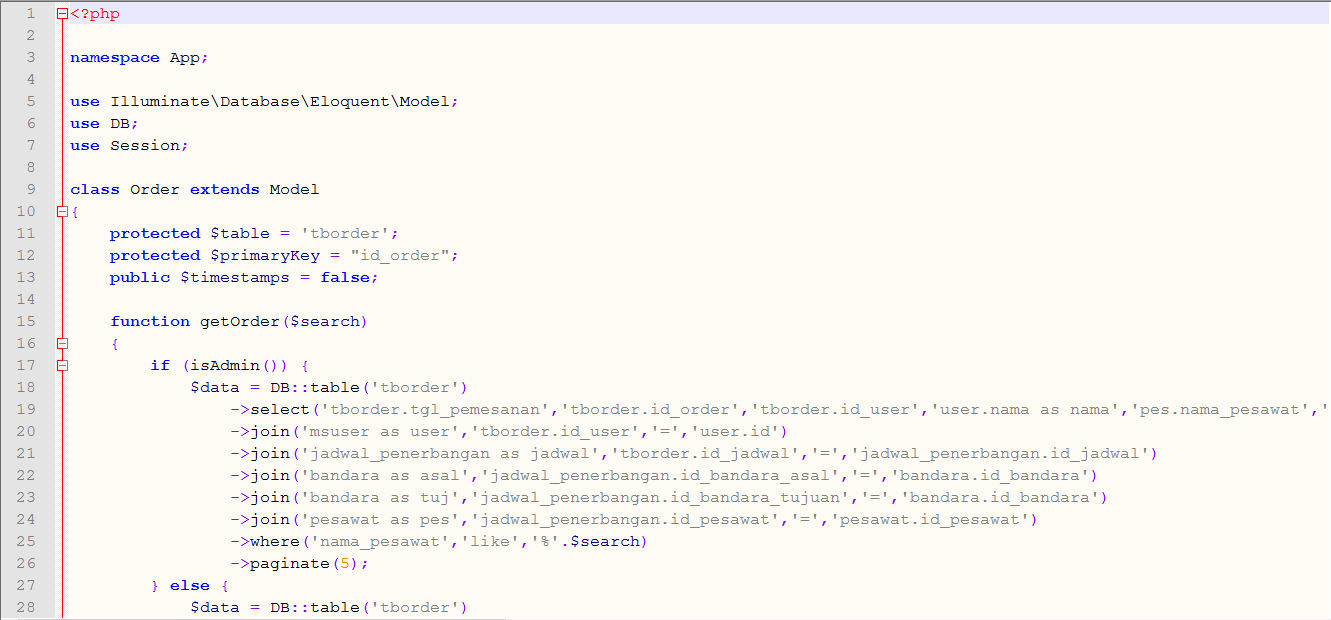 1 <?php
2
3 namespace App;
4
5 use Illuminate\Database\Eloquent\Model;
6 use DB;
7 use Session;
8
9 class Order extends Model
10 {
11     protected $table = 'tborder';
12     protected $primaryKey = "id_order";
13     public $timestamps = false;
14
15     function getOrder($search)
16     {
17         if (isAdmin()) {
18             $data = DB::table('tborder')
19                 ->select('tborder.tgl_pemesanan','tborder.id_order','tborder.id_user','user.nama as nama','pes.nama_pesawat','
20                 ->join('msuser as user','tborder.id_user','=','user.id')
21                 ->join('jadwal_penerbangan as jadwal','tborder.id_jadwal','=','jadwal_penerbangan.id_jadwal')
22                 ->join('bandara as asal','jadwal_penerbangan.id_bandara_asal','=','bandara.id_bandara')
23                 ->join('bandara as tuj','jadwal_penerbangan.id_bandara_tujuan','=','bandara.id_bandara')
24                 ->join('pesawat as pes','jadwal_penerbangan.id_pesawat','=','pesawat.id_pesawat')
25                 ->where('nama_pesawat','like','%'.$search)
26                 ->paginate(5);
27         } else {
28             $data = DB::table('tborder')